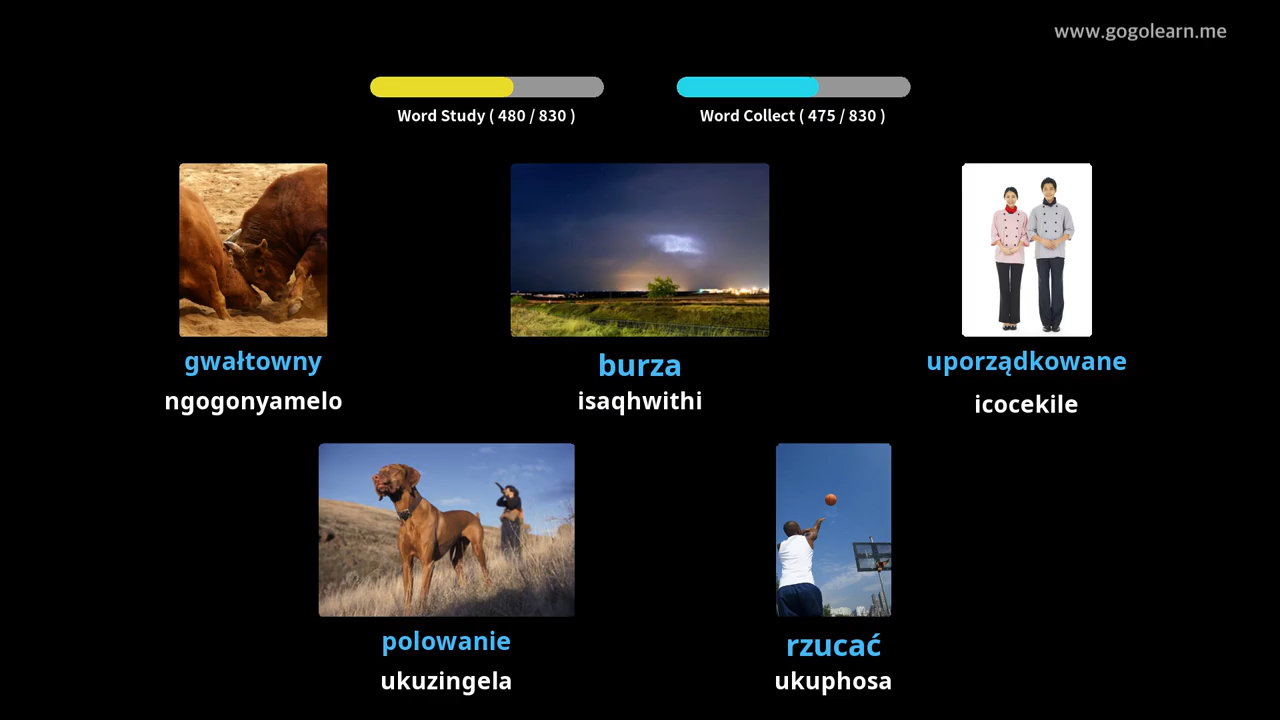 www.gogolearn.me
Word Study ( 480 / 830 )
Word Collect ( 475 / 830 )
gwałtowny
ngogonyamelo
burza
isaqhwithi
uporządkowane
icocekile
polowanie
ukuzingela
rzucać
ukuphosa